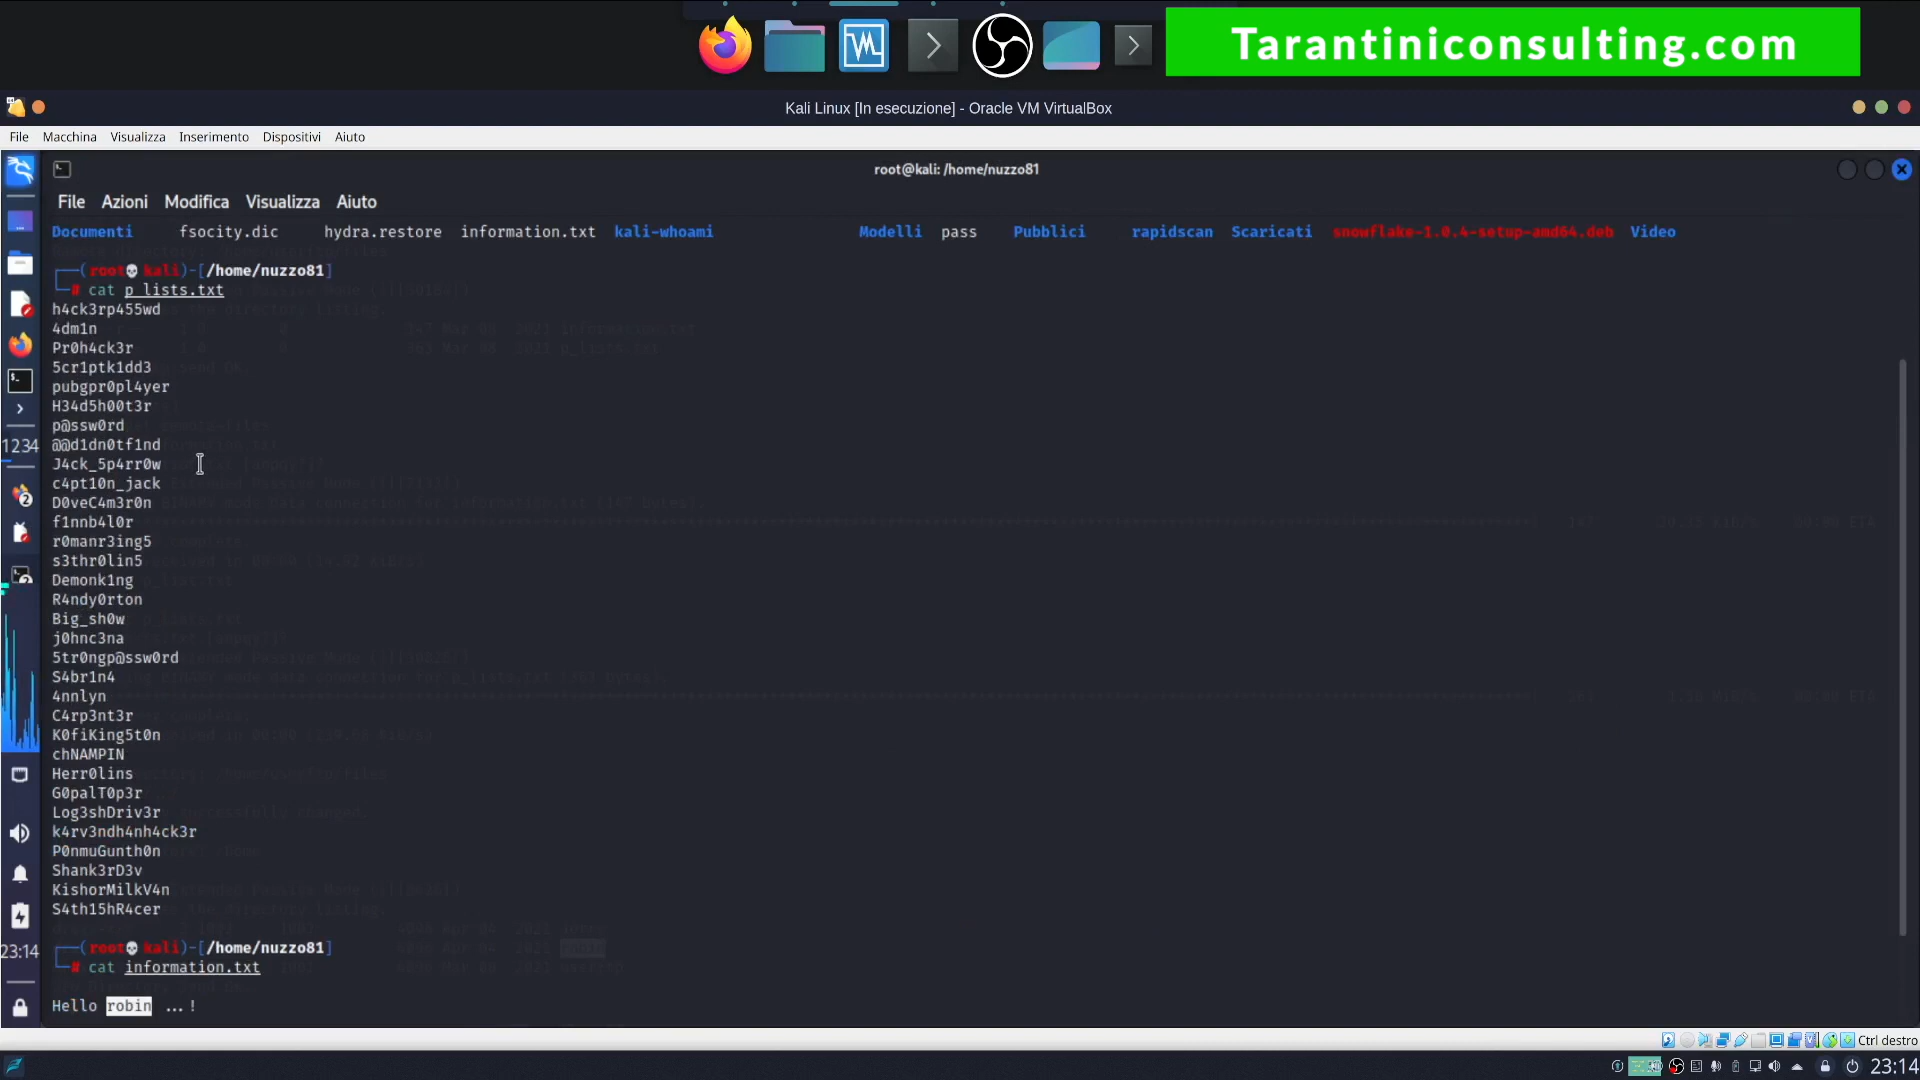 Tarantiniconsulting.com
Kali Linux [In esecuzione] - Oracle VM VirtualBox
File Macchina Visualizza Inserimento Dispositivi Aiuto
root@kali: /home/nuzzo81
File Azioni Modifica Visualizza Aiuto
Documenti fsocity.dic hydra.restore information.txt kali-whoami Modelli pass Pubblici rapidscan Scaricati snowflake-1.0.4-setup-amd64.deb Video
(root💀kali)-[/home/nuzzo81]
# cat p_lists.txt
h4ck3rp455wd
4dm1n
Pr0h4ck3r
5cr1ptk1dd3
pubgpr0pl4yer
H34d5h00t3r
p@ssw0rd
@@d1dn0tf1nd
J4ck_5p4rr0w
c4pt10n_jack
D0veC4m3r0n
f1nnb4l0r
r0manr3ing5
s3thr0lin5
Demonk1ng
R4ndy0rton
Big_sh0w
j0hnc3na
5tr0ngp@ssw0rd
S4br1n4
4nnlyn
C4rp3nt3r
K0fiKing5t0n
chNAMPIN
Herr0lins
G0palT0p3r
Log3shDriv3r
k4rv3ndh4nh4ck3r
P0nmuGunth0n
Shank3rD3v
KishorMilkV4n
S4th15hR4cer
(root💀kali)-[/home/nuzzo81]
# cat information.txt
Hello robin ...!
1234
2
23:14
Ctrl destro
23:14